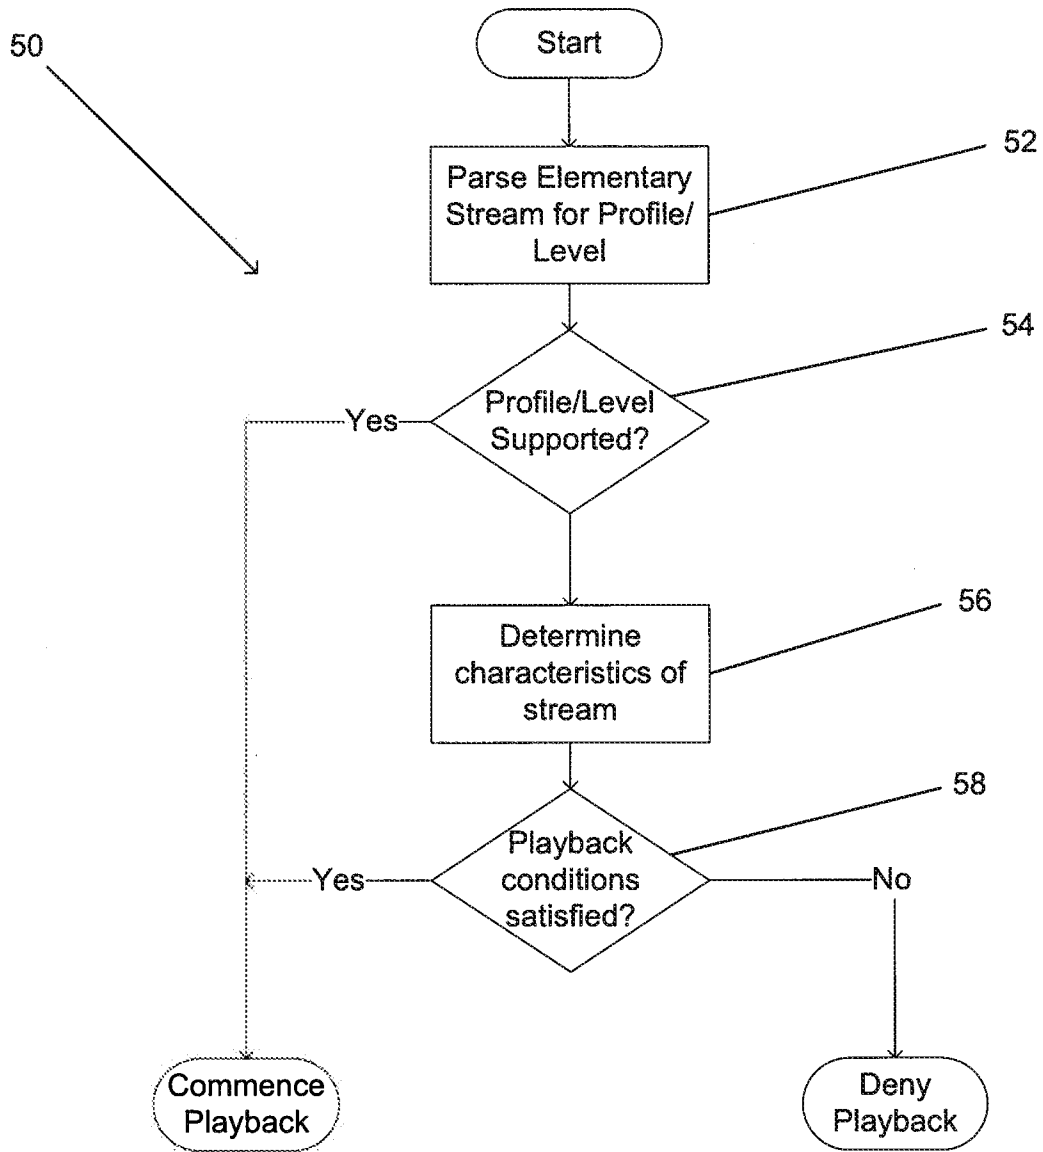 50
Start
52
Parse Elementary
Stream for Profile/
Level
54
Profile/Level
Supported?
Yes
56
Determine
characteristics of
stream
58
Playback
conditions
satisfied?
Yes
No
Commence
Playback
Deny
Playback